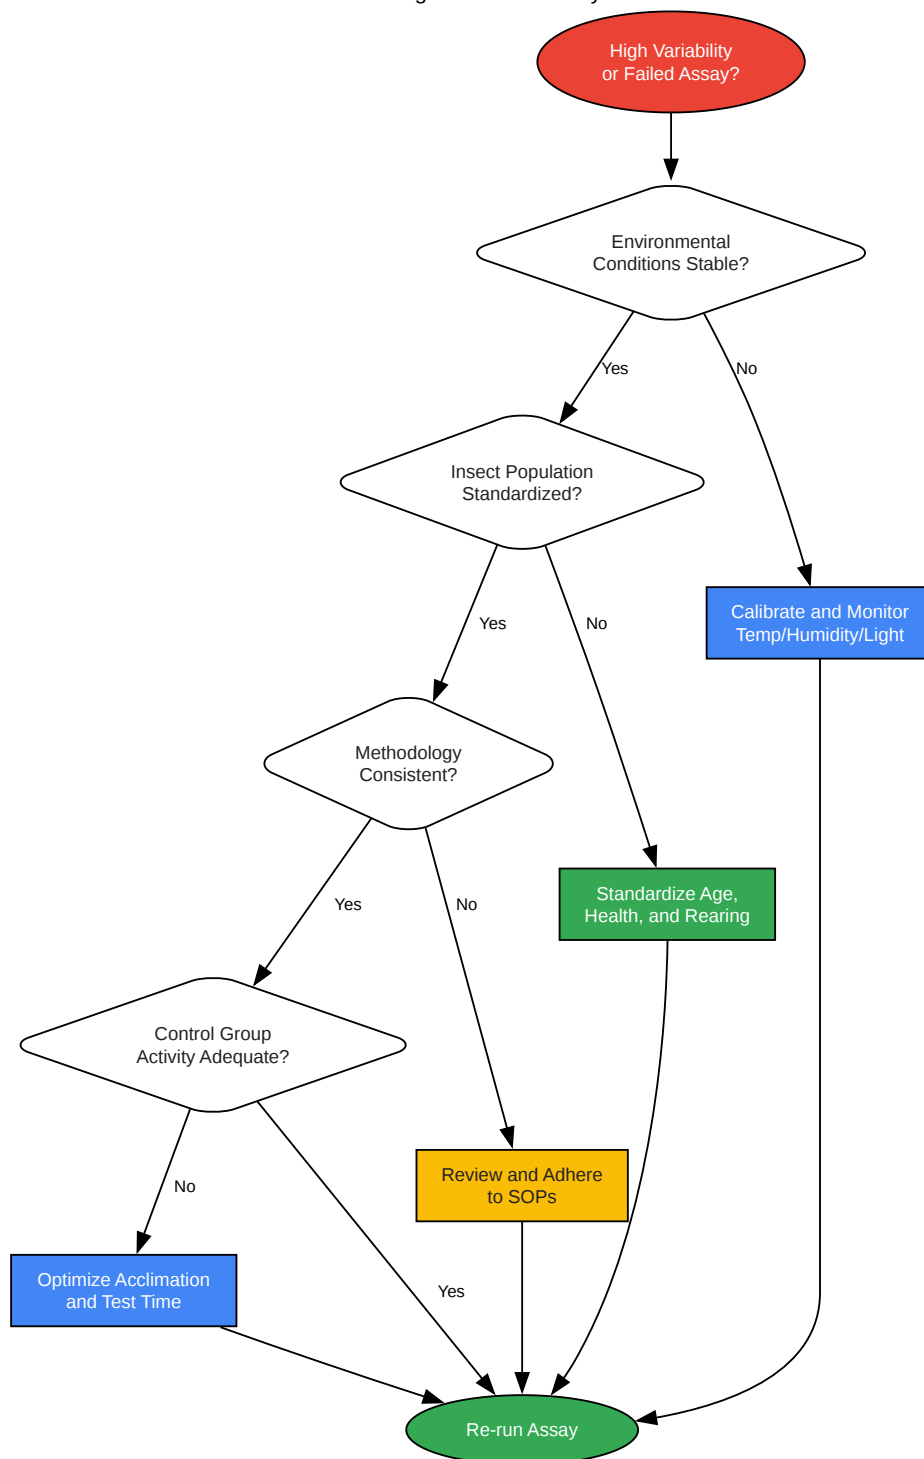 High Variability
or Failed Assay?
Environmental
Conditions Stable?
Yes
No
Insect Population
Standardized?
Calibrate and Monitor
Temp/Humidity/Light
Yes
No
Methodology
Consistent?
Standardize Age,
Health, and Rearing
Yes
No
Control Group
Activity Adequate?
Review and Adhere
to SOPs
No
Optimize Acclimation
and Test Time
Yes
Re-run Assay